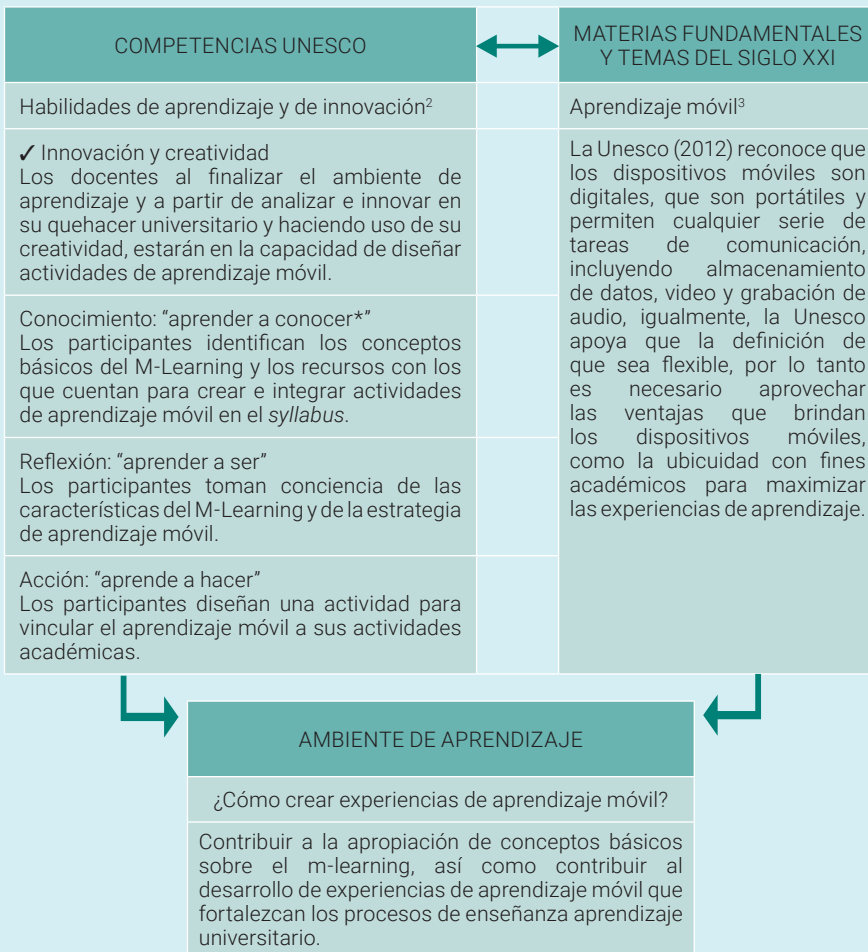 COMPETENCIAS UNESCO
MATERIAS FUNDAMENTALES
Y TEMAS DEL SIGLO XXI
Habilidades de aprendizaje y de innovación²
Aprendizaje móvil³
✓ Innovación y creatividad
Los docentes al finalizar el ambiente de
aprendizaje y a partir de analizar e innovar en
su quehacer universitario y haciendo uso de su
creatividad, estarán en la capacidad de diseñar
actividades de aprendizaje móvil.
Conocimiento: “aprender a conocer*”
Los participantes identifican los conceptos
básicos del M-Learning y los recursos con los
que cuentan para crear e integrar actividades
de aprendizaje móvil en el syllabus.
Reflexión: “aprender a ser”
Los participantes toman conciencia de las
características del M-Learning y de la estrategia
de aprendizaje móvil.
Acción: “aprende a hacer”
Los participantes diseñan una actividad para
vincular el aprendizaje móvil a sus actividades
académicas.
La Unesco (2012) reconoce que
los dispositivos móviles son
digitales, que son portátiles y
permiten cualquier serie de
tareas de comunicación,
incluyendo almacenamiento
de datos, video y grabación de
audio, igualmente, la Unesco
apoya que la definición de
que sea flexible, por lo tanto
es necesario aprovechar
las ventajas que brindan
los dispositivos móviles,
como la ubicuidad con fines
académicos para maximizar
las experiencias de aprendizaje.
AMBIENTE DE APRENDIZAJE
¿Cómo crear experiencias de aprendizaje móvil?
Contribuir a la apropiación de conceptos básicos
sobre el m-learning, así como contribuir al
desarrollo de experiencias de aprendizaje móvil que
fortalezcan los procesos de enseñanza aprendizaje
universitario.